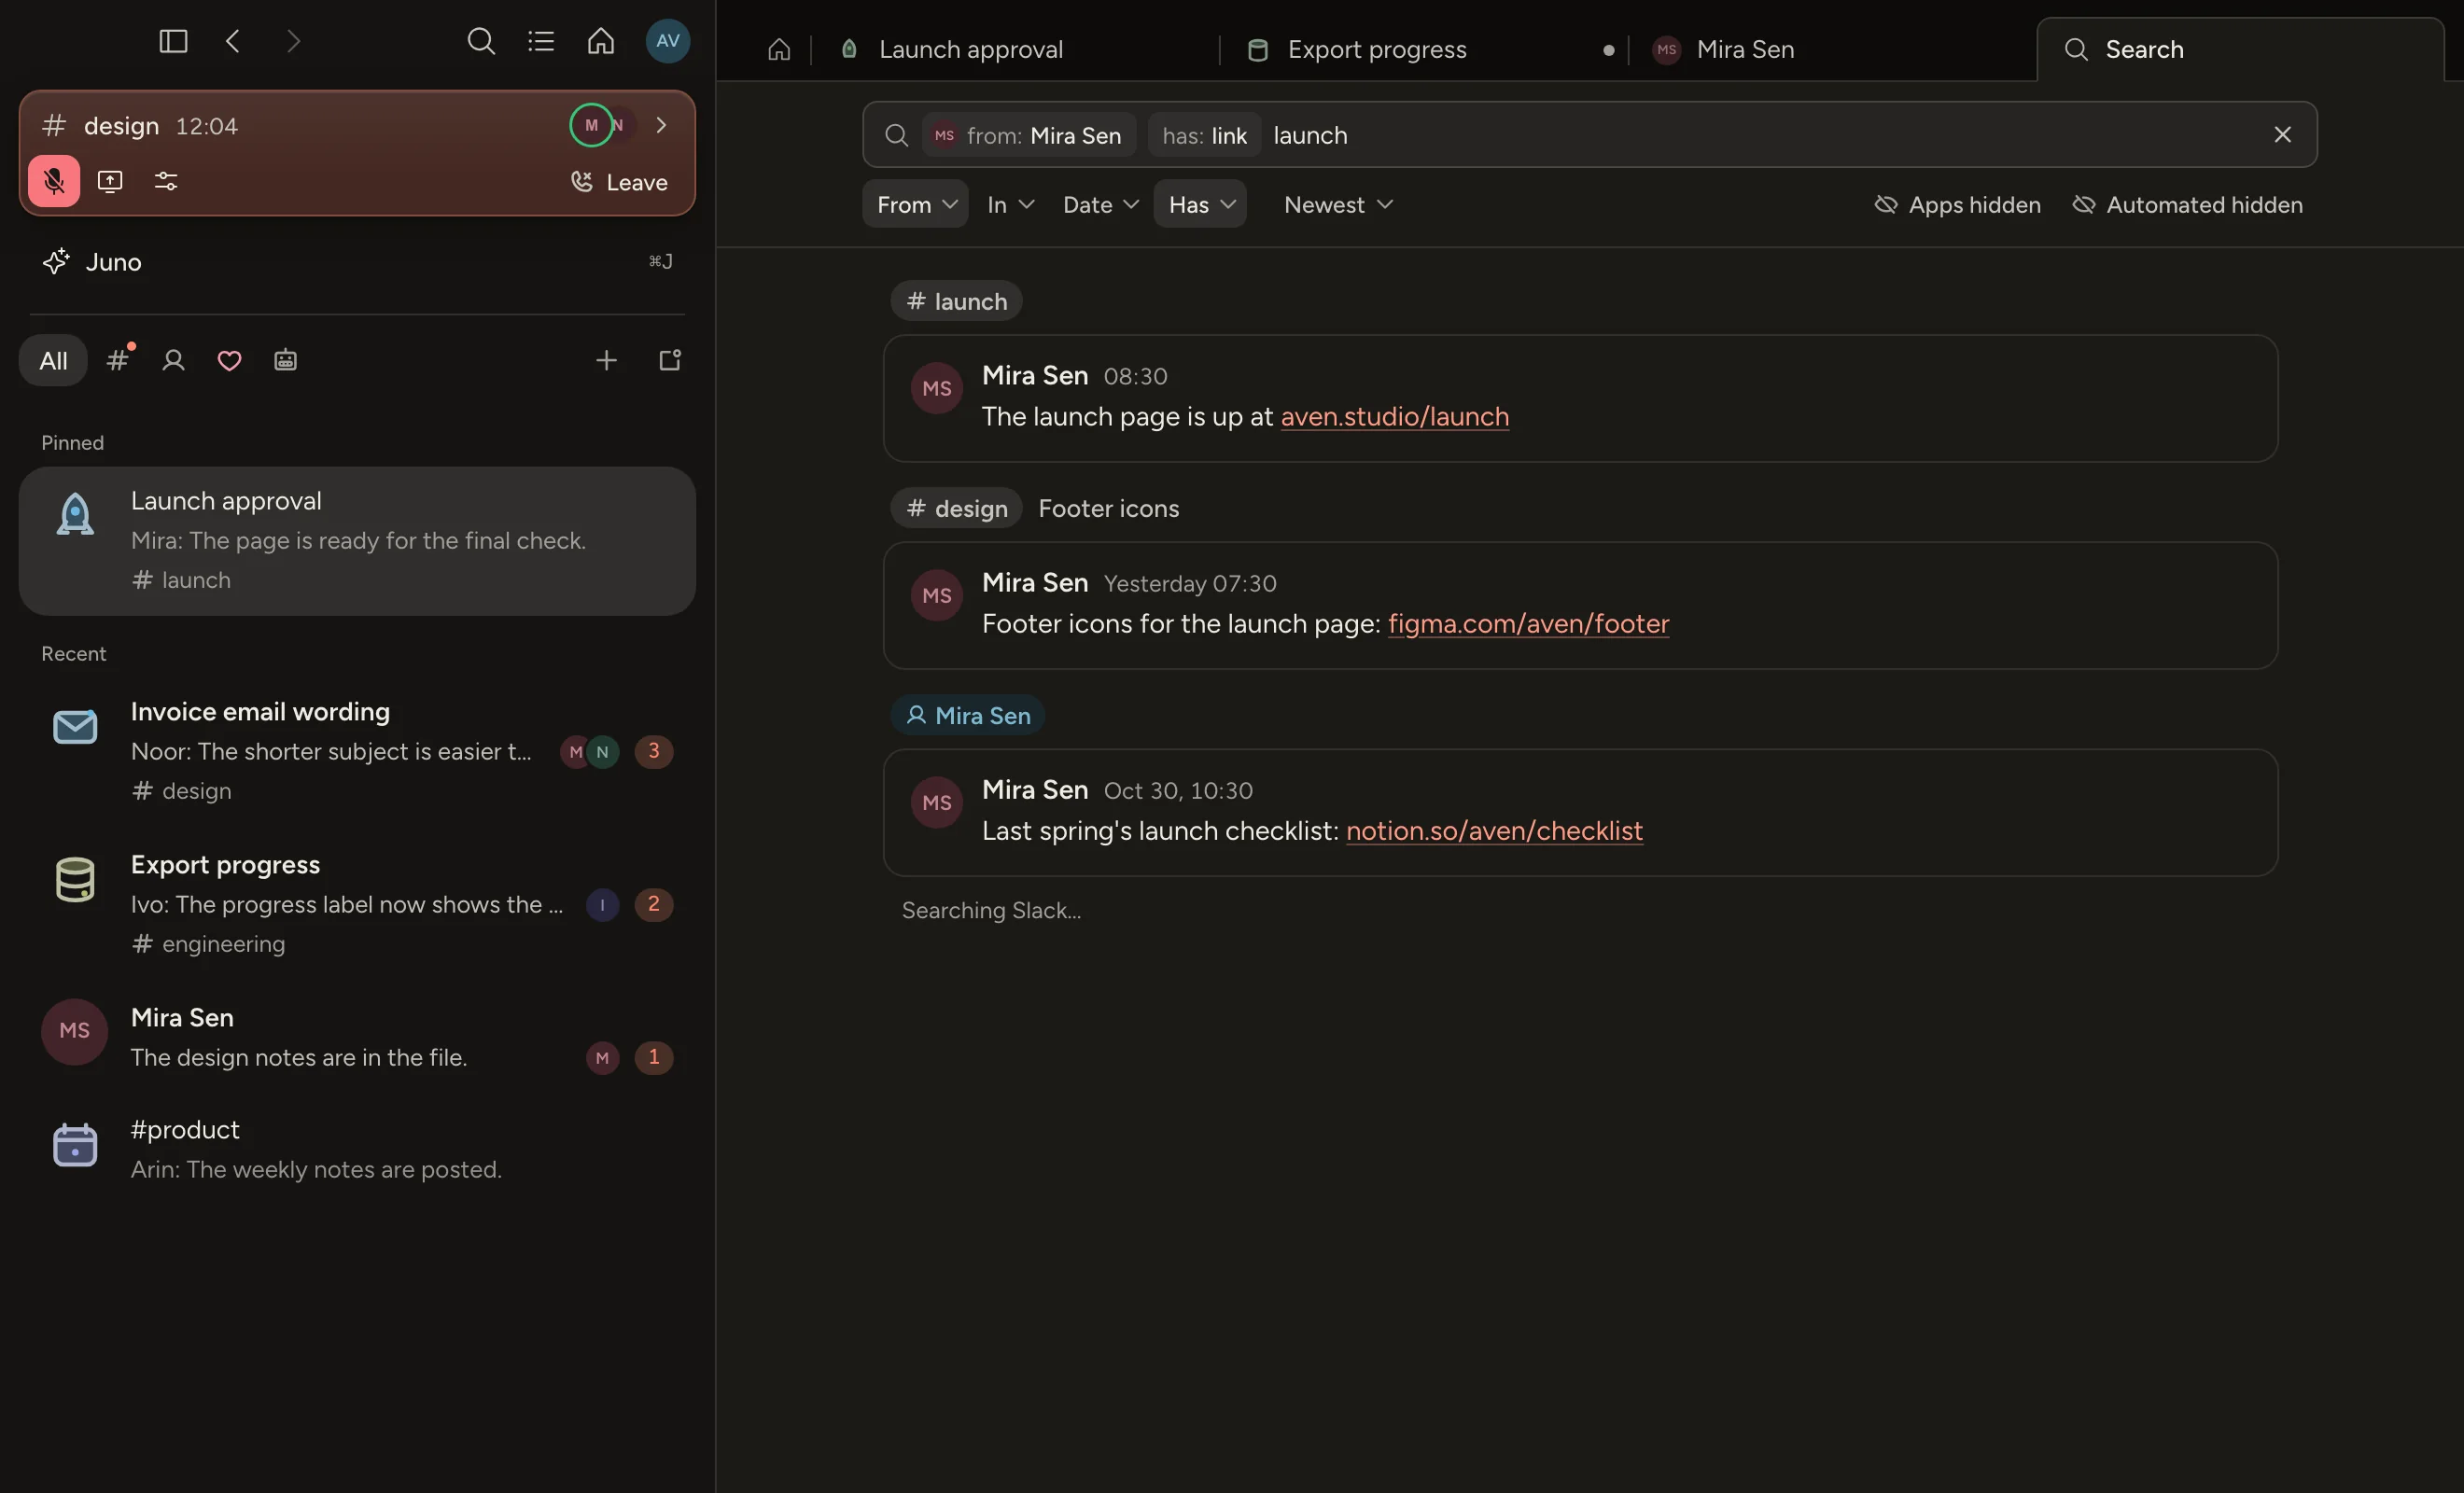 AV
design 12:04
M N
Leave
Juno
⌘J
All
Pinned
Launch approval
Mira: The page is ready for the final check.
# launch
Recent
Invoice email wording
Noor: The shorter subject is easier t...
M N 3
# design
Export progress
Ivo: The progress label now shows the ...
I 2
# engineering
MS
Mira Sen
The design notes are in the file.
M 1
#product
Arin: The weekly notes are posted.
Launch approval
Export progress
MS Mira Sen
Search
MS from: Mira Sen has: link launch
From In Date Has Newest
Apps hidden Automated hidden
# launch
MS
Mira Sen 08:30
The launch page is up at aven.studio/launch
# design Footer icons
MS
Mira Sen Yesterday 07:30
Footer icons for the launch page: figma.com/aven/footer
Mira Sen
MS
Mira Sen Oct 30, 10:30
Last spring's launch checklist: notion.so/aven/checklist
Searching Slack...